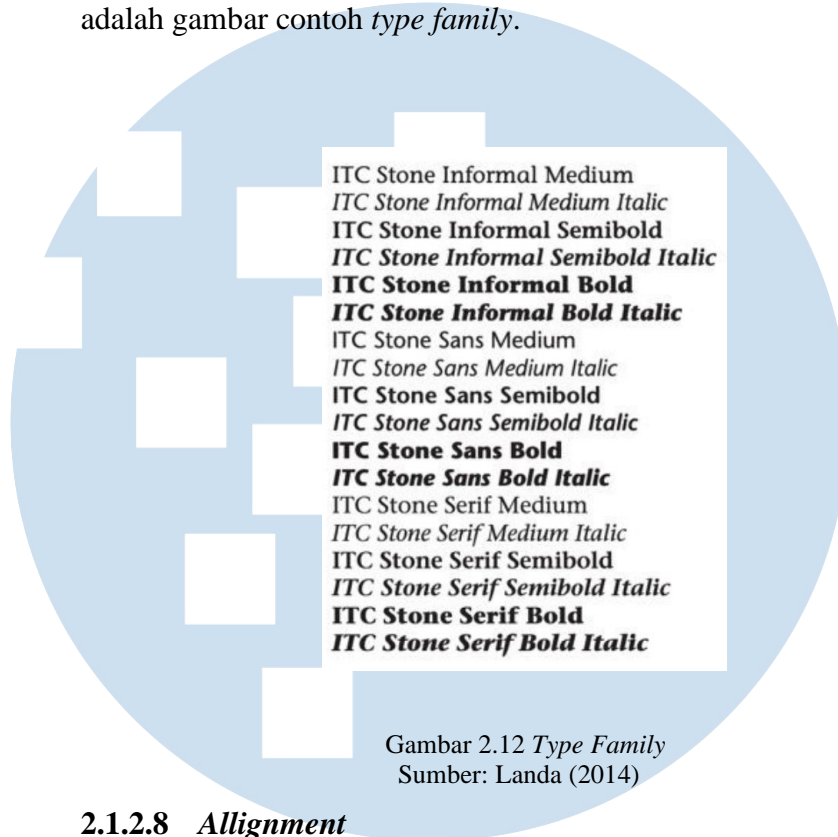 adalah gambar contoh type family.
ITC Stone Informal Medium
ITC Stone Informal Medium Italic
ITC Stone Informal Semibold
ITC Stone Informal Semibold Italic
ITC Stone Informal Bold
ITC Stone Informal Bold Italic
ITC Stone Sans Medium
ITC Stone Sans Medium Italic
ITC Stone Sans Semibold
ITC Stone Sans Semibold Italic
ITC Stone Sans Bold
ITC Stone Sans Bold Italic
ITC Stone Serif Medium
ITC Stone Serif Medium Italic
ITC Stone Serif Semibold
ITC Stone Serif Semibold Italic
ITC Stone Serif Bold
ITC Stone Serif Bold Italic
Gambar 2.12 Type Family
Sumber: Landa (2014)
2.1.2.8 Allignment